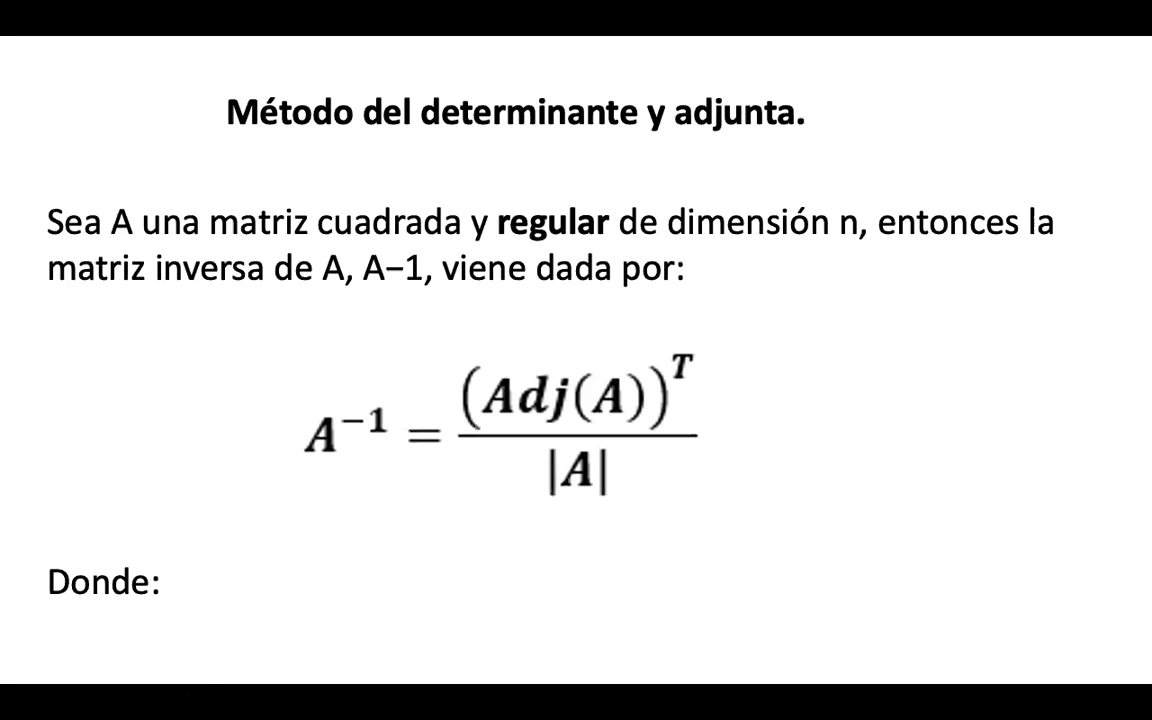 Método del determinante y adjunta.
Sea A una matriz cuadrada y regular de dimensión n, entonces la
matriz inversa de A, A−1, viene dada por:
A⁻¹ = (Adj(A))ᵀ / |A|
Donde: